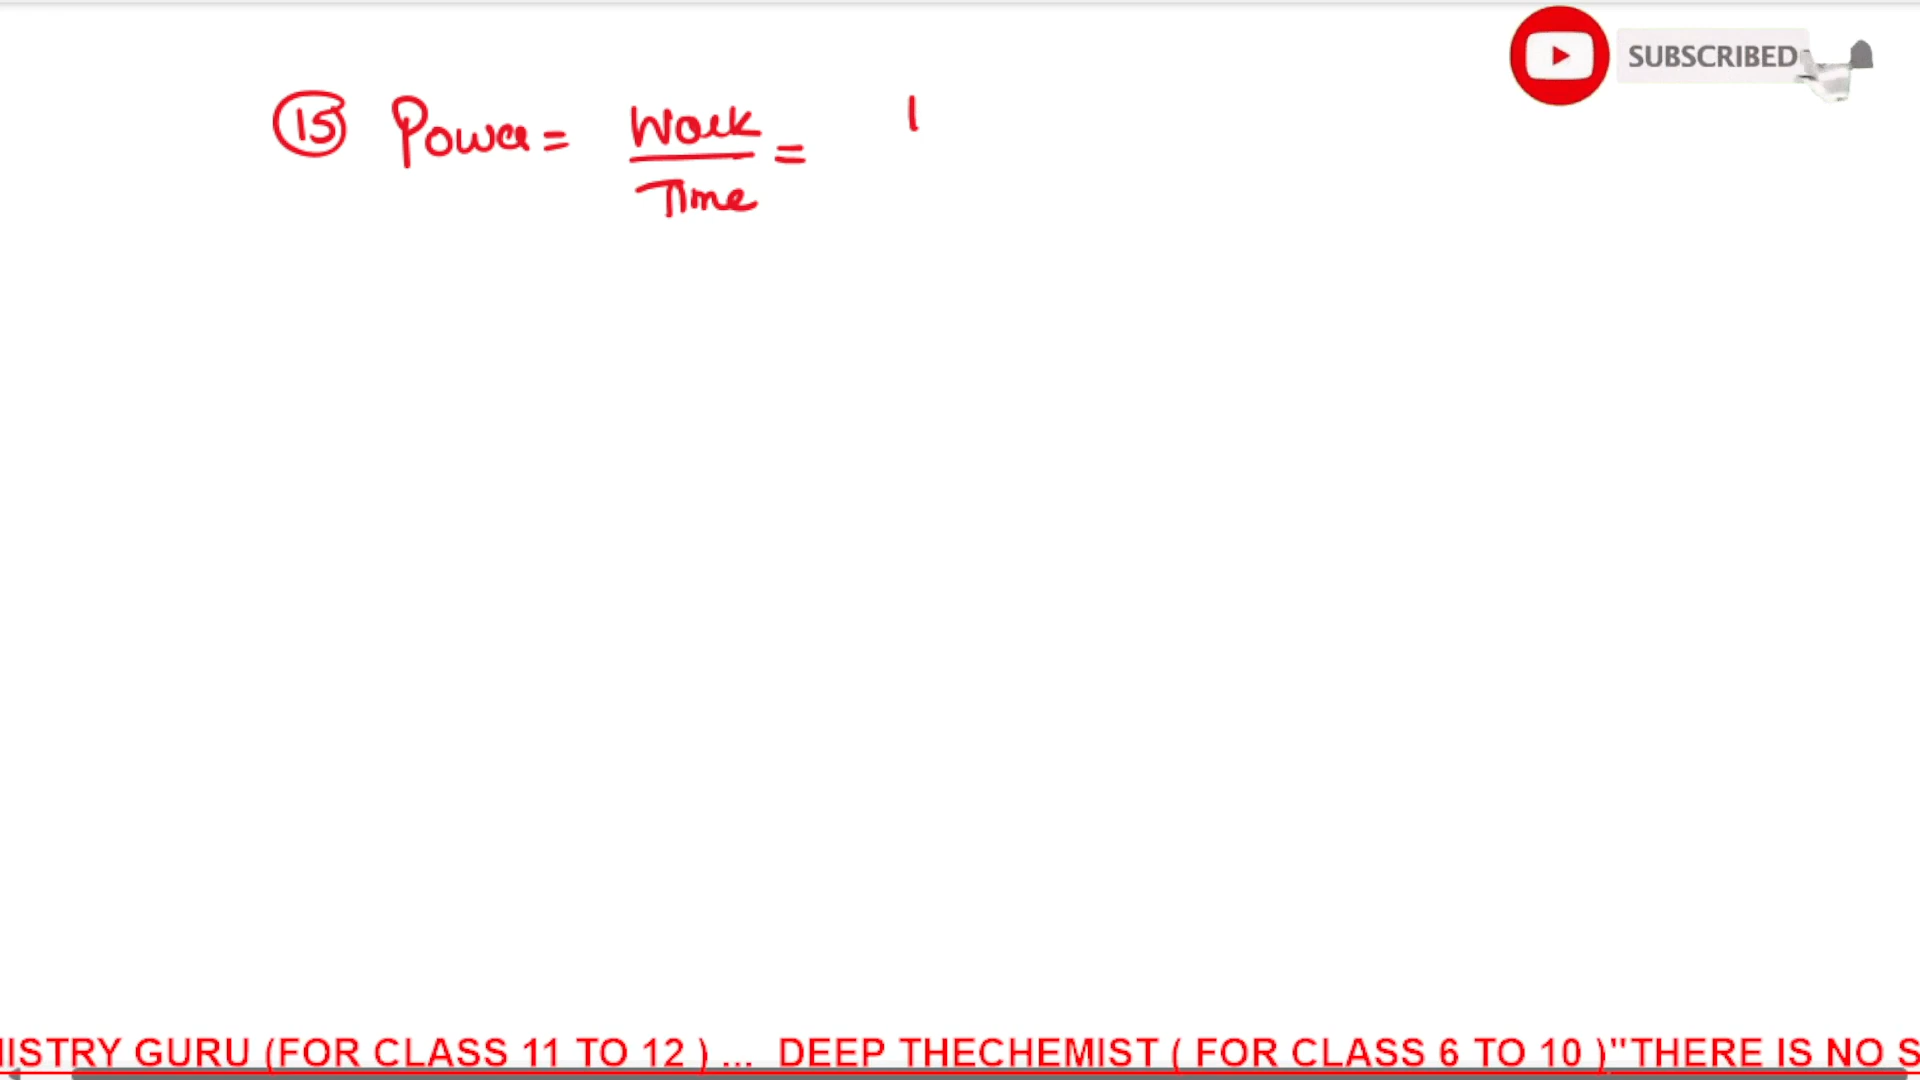 SUBSCRIBED
15 Power = Work =
Time
ISTRY GURU (FOR CLASS 11 TO 12 ) ... DEEP THECHEMIST ( FOR CLASS 6 TO 10 )"THERE IS NO S